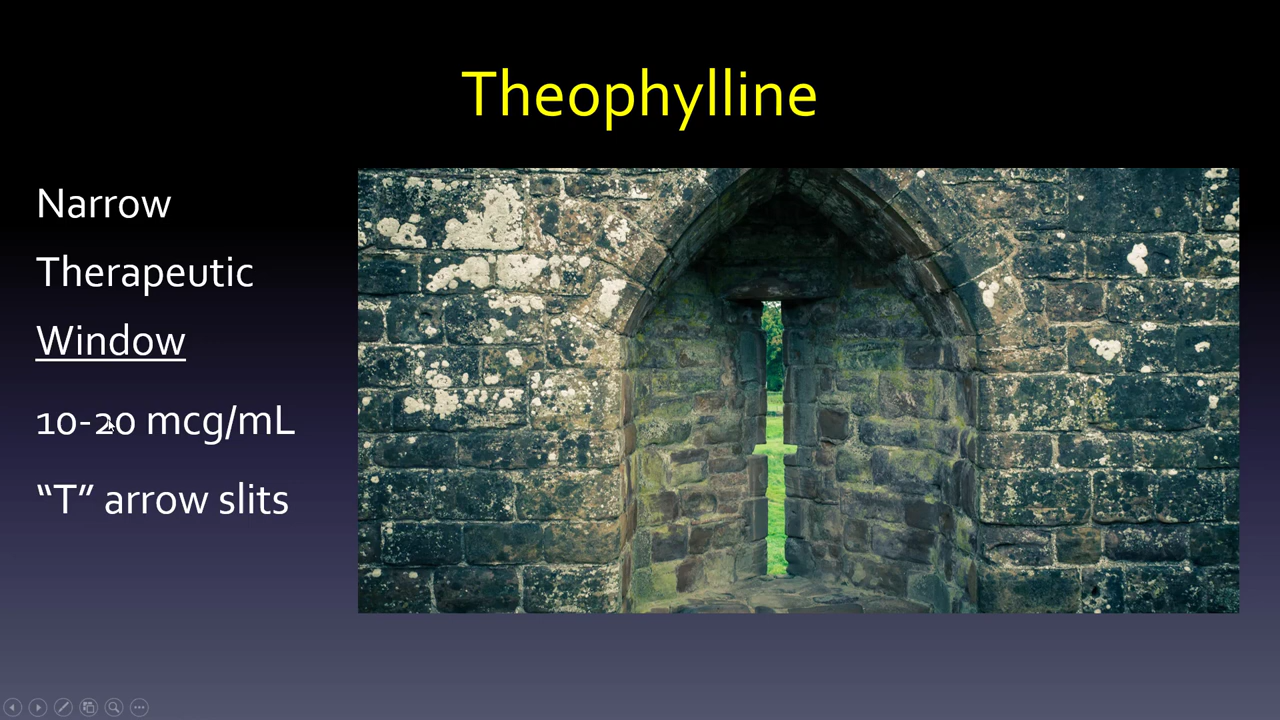 Theophylline
Narrow
Therapeutic
Window
10-20 mcg/mL
“T” arrow slits